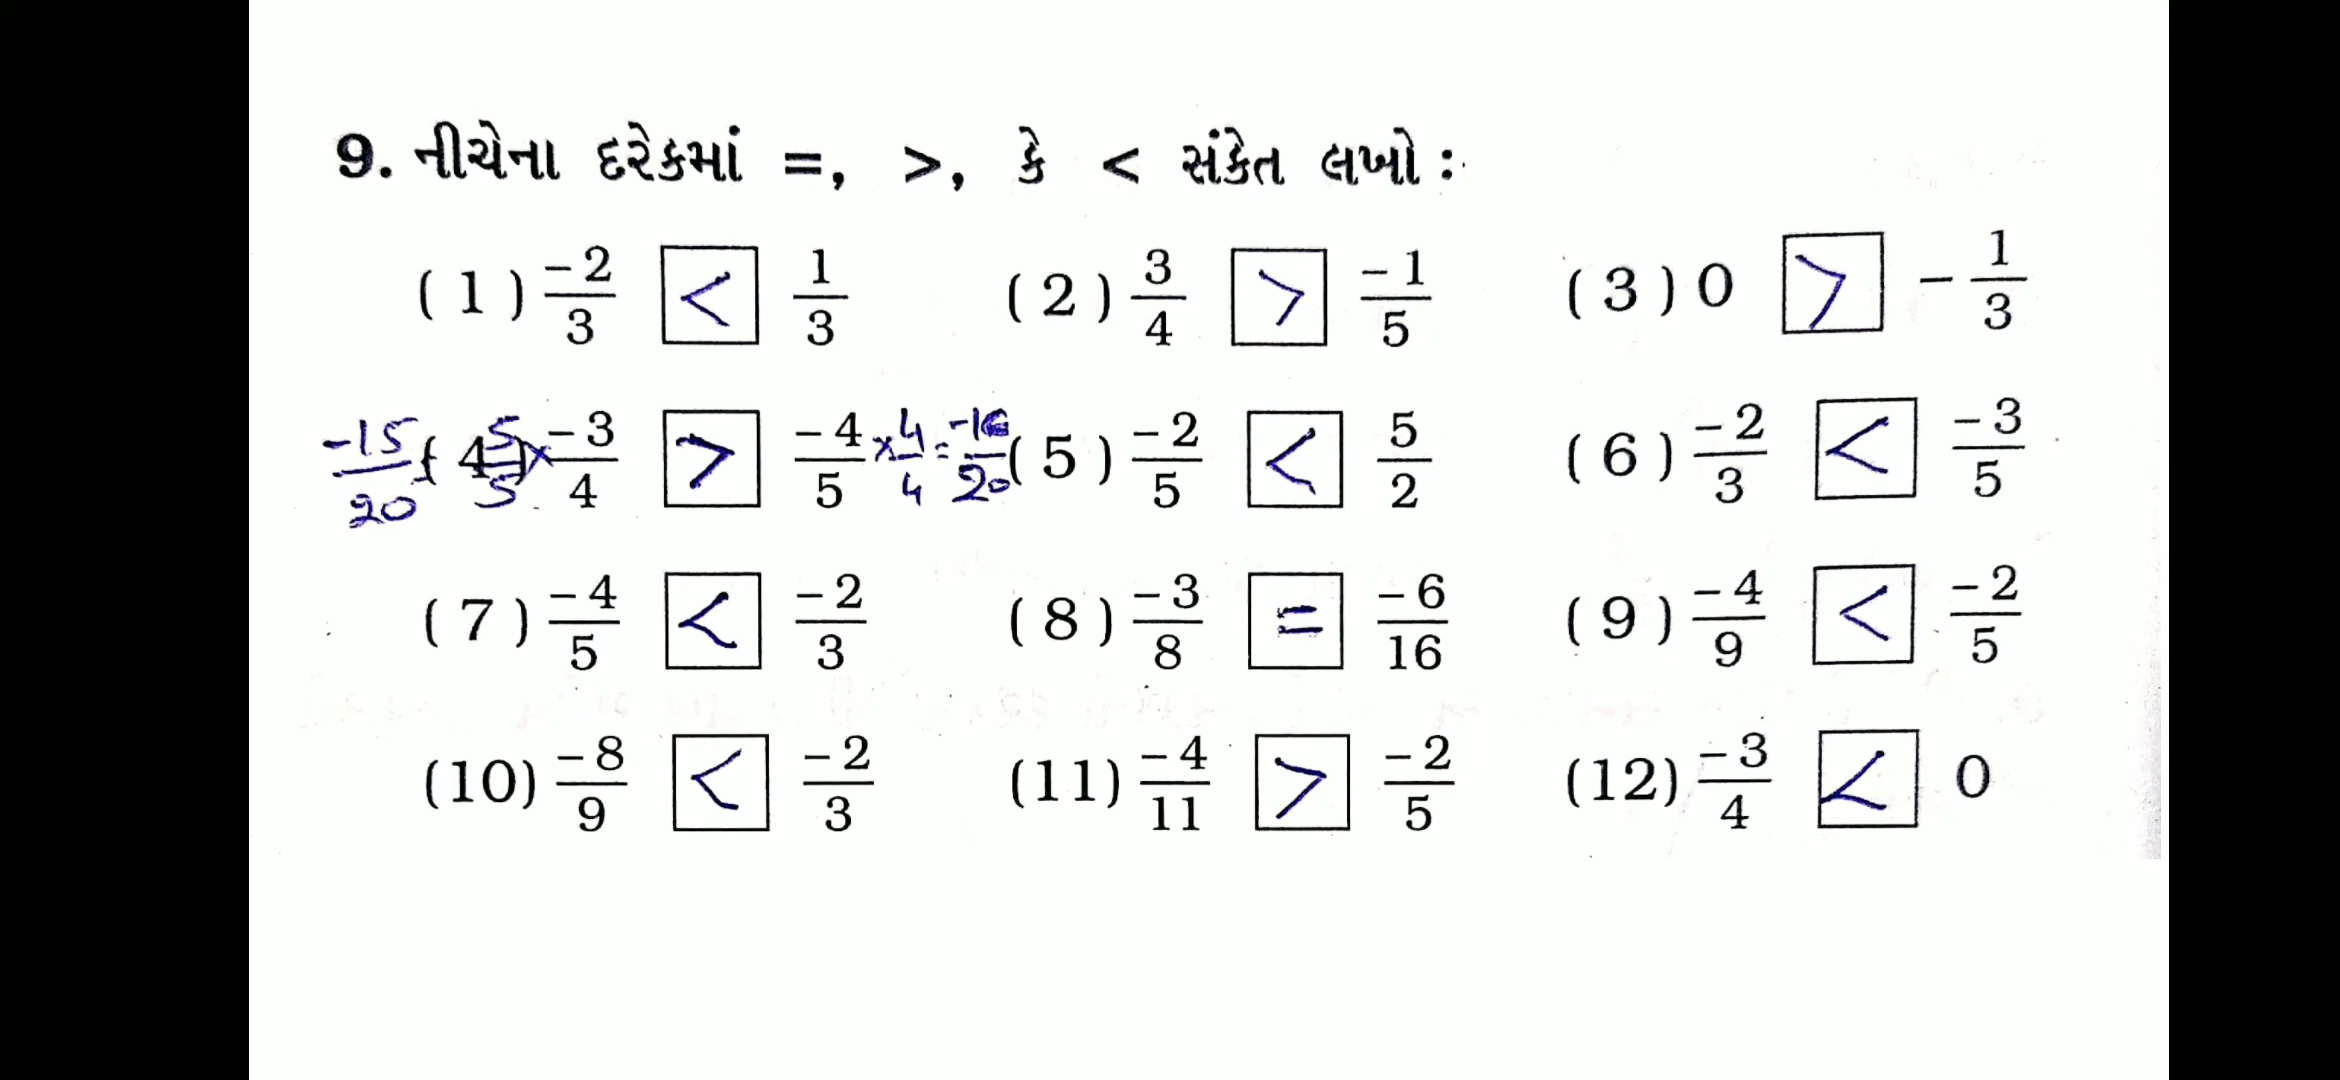 9. નીચેના દરેકમાં =, >, કે < સંકેત લખો :
(1) -2/3 < 1/3 (2) 3/4 > -1/5 (3) 0 > -1/3
-15/20 = (4) 5/5 × -3/4 > -4/5 × 4/4 = -16/20 (5) -2/5 < 5/2 (6) -2/3 < -3/5
(7) -4/5 < -2/3 (8) -3/8 = -6/16 (9) -4/9 < -2/5
(10) -8/9 < -2/3 (11) -4/11 > -2/5 (12) -3/4 < 0